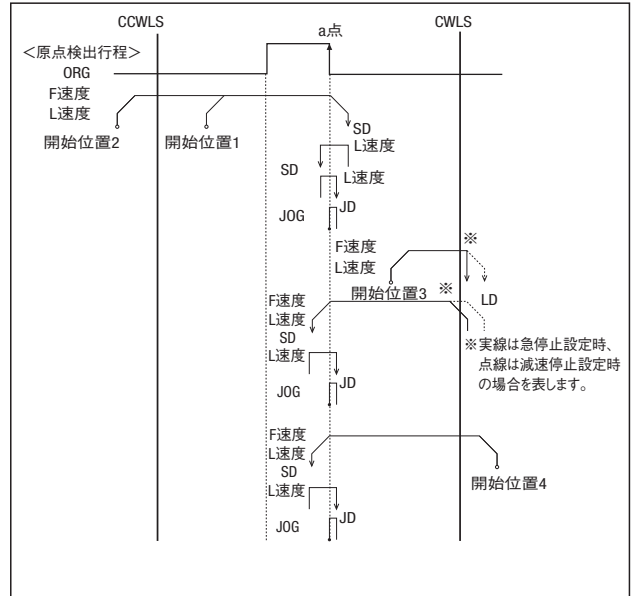 CCWLS
a点
CWLS
＜原点検出行程＞
ORG
F速度
L速度
開始位置2
開始位置1
SD
L速度
SD
L速度
JOG
JD
F速度
※
L速度
開始位置3
※
LD
F速度
L速度
SD
L速度
JOG
JD
※実線は急停止設定時、
点線は減速停止設定時
の場合を表します。
F速度
L速度
SD
L速度
開始位置4
JOG
JD